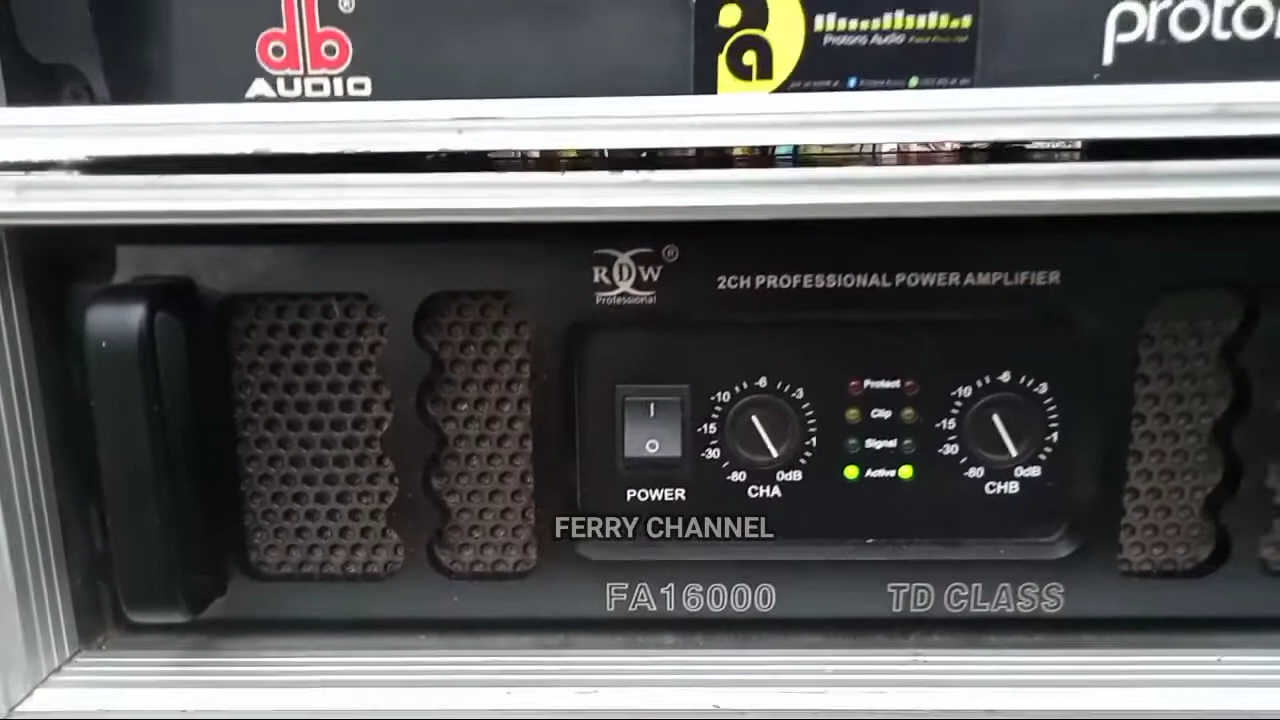 db®
AUDIO
a
Protons Audio
proton
RDW®
Professional
2CH PROFESSIONAL POWER AMPLIFIER
POWER
I
O
-80 -30 -15 -10 -6 -3 -1 0dB
CHA
Protect
Clip
Signal
Active
-80 -30 -15 -10 -6 -3 -1 0dB
CHB
FERRY CHANNEL
FA16000
TD CLASS